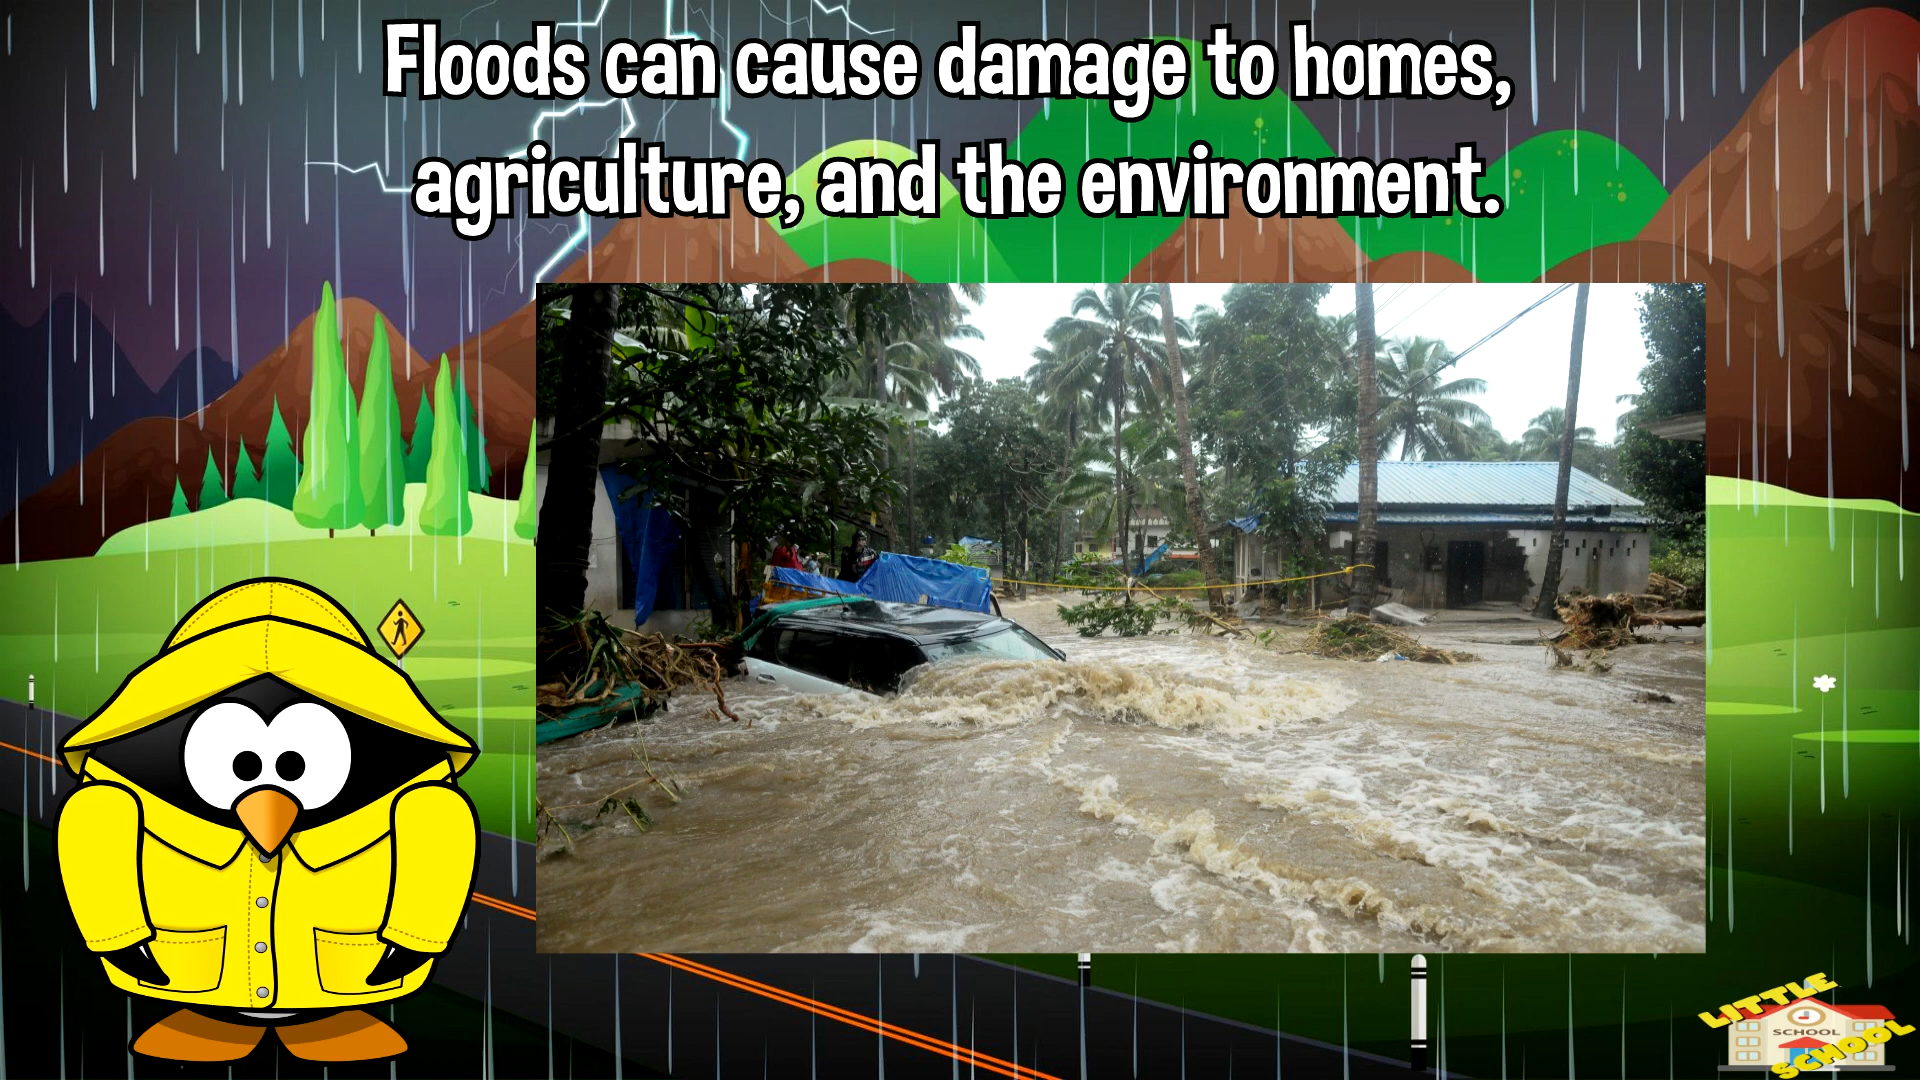 Floods can cause damage to homes,
agriculture, and the environment.
LITTLE
SCHOOL
SCHOOL